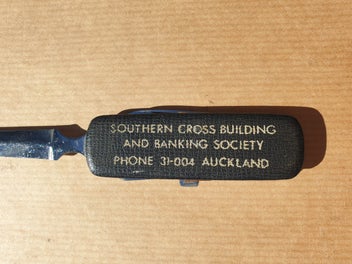 SOUTHERN CROSS BUILDING
AND BANKING SOCIETY
PHONE 31-004 AUCKLAND